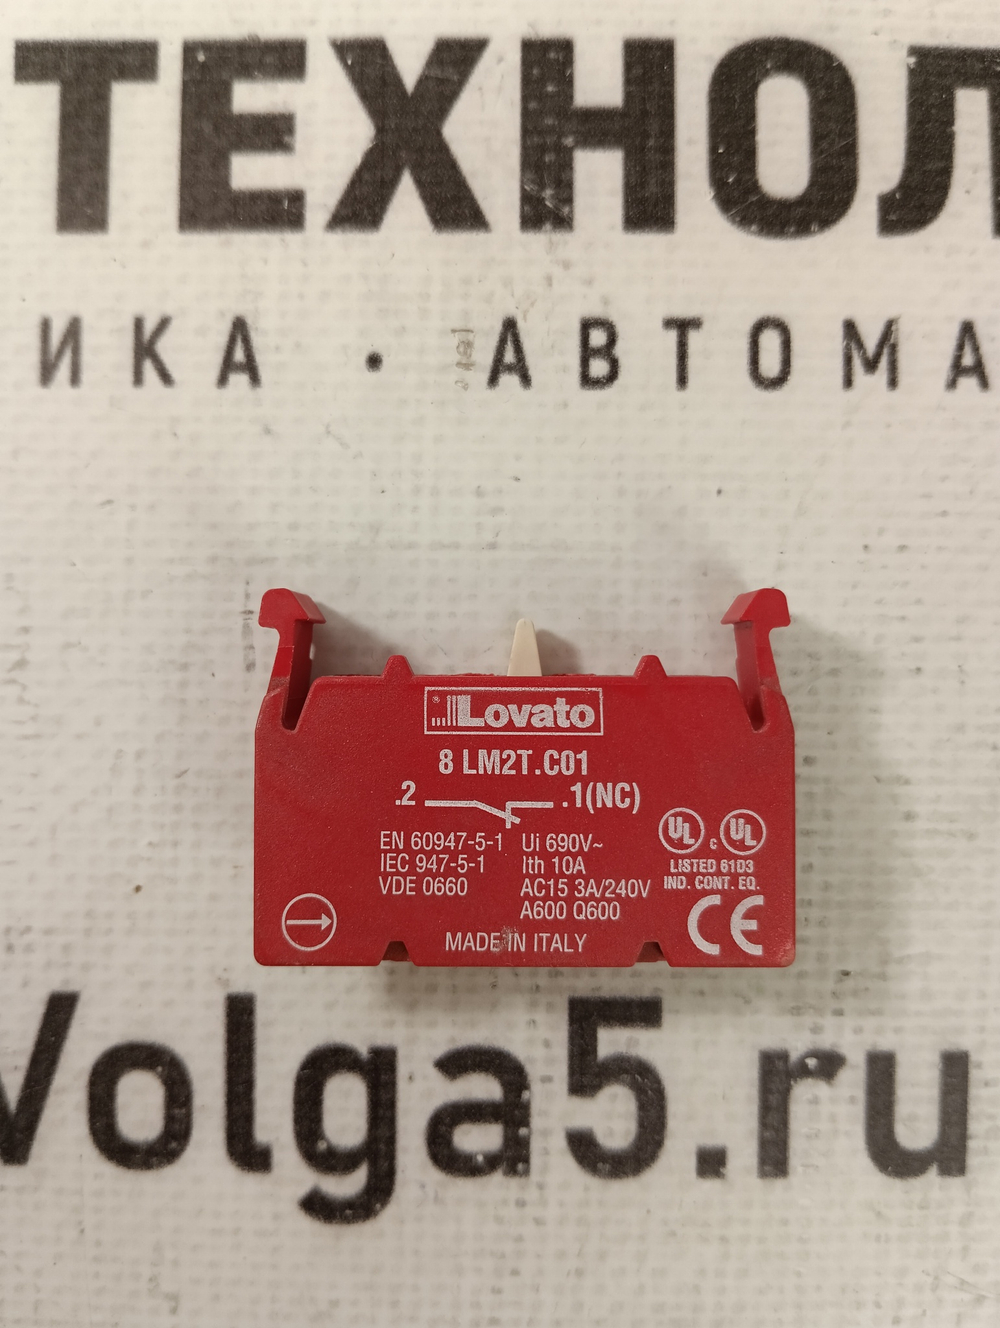 ТЕХНОЛ
ИКА • АВТОМА
Lovato
8 LM2T.C01
.2 .1(NC)
EN 60947-5-1 Ui 690V~
IEC 947-5-1 Ith 10A
VDE 0660 AC15 3A/240V
A600 Q600
UL c UL
LISTED 61D3
IND. CONT. EQ.
CE
MADE IN ITALY
Volga5.ru